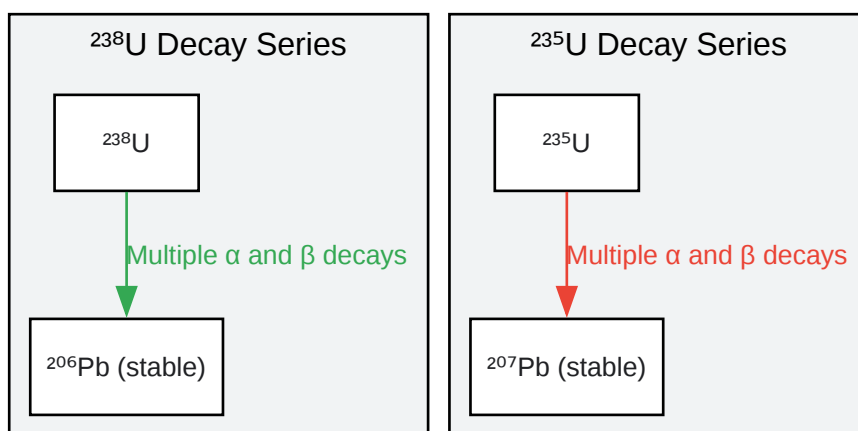 ²³⁸U Decay Series
²³⁸U
Multiple α and β decays
²⁰⁶Pb (stable)
²³⁵U Decay Series
²³⁵U
Multiple α and β decays
²⁰⁷Pb (stable)